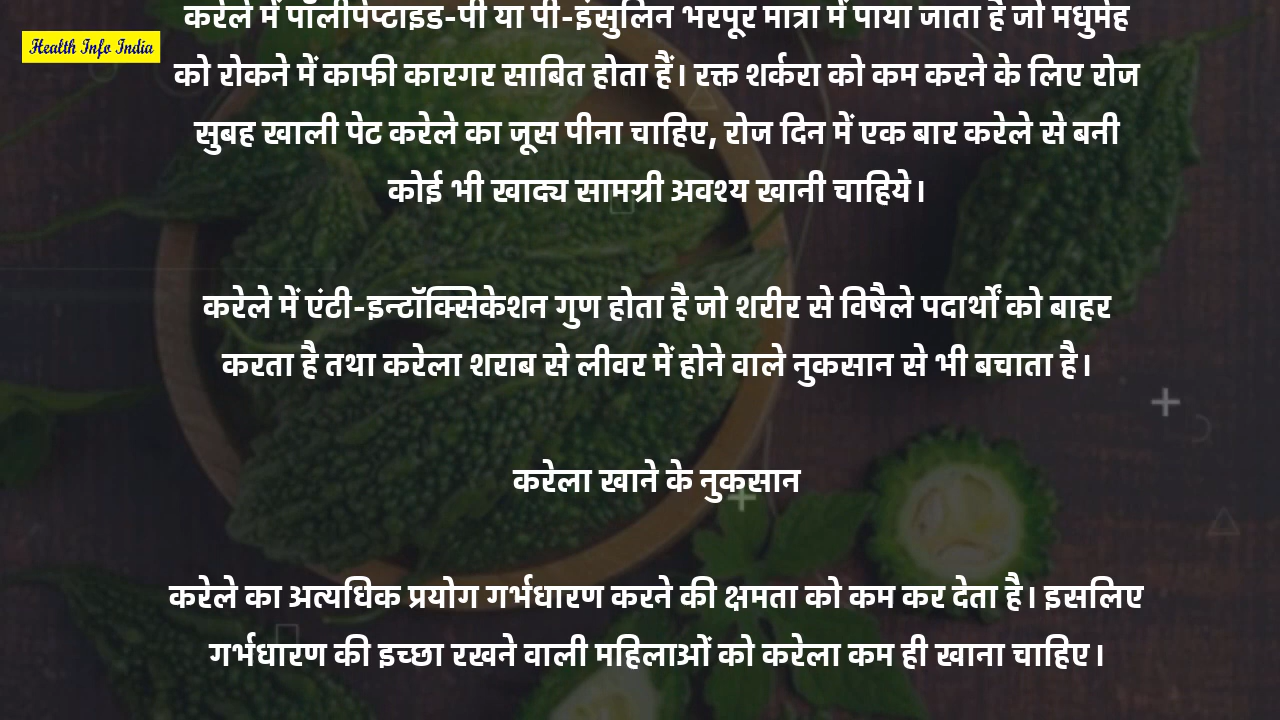 करेले में पॉलीपेप्टाइड-पी या पी-इंसुलिन भरपूर मात्रा में पाया जाता है जो मधुमेह
Health Info India
को रोकने में काफी कारगर साबित होता हैं। रक्त शर्करा को कम करने के लिए रोज
सुबह खाली पेट करेले का जूस पीना चाहिए, रोज दिन में एक बार करेले से बनी
कोई भी खाद्य सामग्री अवश्य खानी चाहिये।
करेले में एंटी-इन्टॉक्सिकेशन गुण होता है जो शरीर से विषैले पदार्थों को बाहर
करता है तथा करेला शराब से लीवर में होने वाले नुकसान से भी बचाता है।
करेला खाने के नुकसान
करेले का अत्यधिक प्रयोग गर्भधारण करने की क्षमता को कम कर देता है। इसलिए
गर्भधारण की इच्छा रखने वाली महिलाओं को करेला कम ही खाना चाहिए।